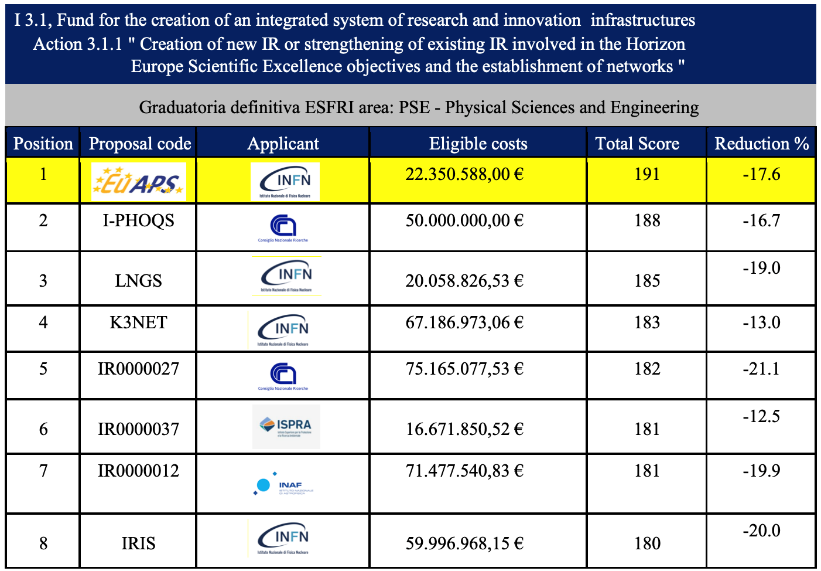 I 3.1, Fund for the creation of an integrated system of research and innovation infrastructures
Action 3.1.1 " Creation of new IR or strengthening of existing IR involved in the Horizon
Europe Scientific Excellence objectives and the establishment of networks "
Graduatoria definitiva ESFRI area: PSE - Physical Sciences and Engineering
Position Proposal code Applicant Eligible costs Total Score Reduction %
1 EuAPS INFN Istituto Nazionale di Fisica Nucleare 22.350.588,00 € 191 -17.6
2 I-PHOQS Consiglio Nazionale Ricerche 50.000.000,00 € 188 -16.7
3 LNGS INFN Istituto Nazionale di Fisica Nucleare 20.058.826,53 € 185 -19.0
4 K3NET INFN Istituto Nazionale di Fisica Nucleare 67.186.973,06 € 183 -13.0
5 IR0000027 Consiglio Nazionale Ricerche 75.165.077,53 € 182 -21.1
6 IR0000037 ISPRA 16.671.850,52 € 181 -12.5
7 IR0000012 INAF 71.477.540,83 € 181 -19.9
8 IRIS INFN Istituto Nazionale di Fisica Nucleare 59.996.968,15 € 180 -20.0